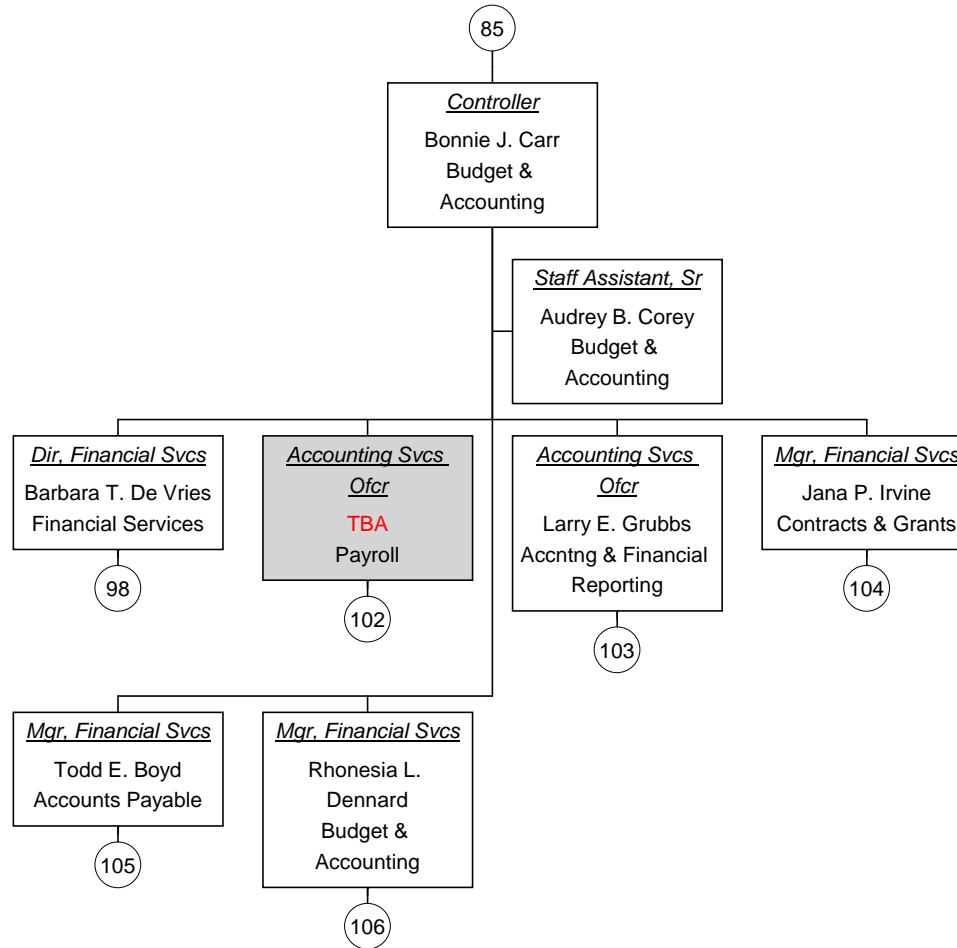 85
Controller
Bonnie J. Carr
Budget &
Accounting
Staff Assistant, Sr
Audrey B. Corey
Budget &
Accounting
Dir, Financial Svcs
Barbara T. De Vries
Financial Services
98
Accounting Svcs
Ofcr
TBA
Payroll
102
Accounting Svcs
Ofcr
Larry E. Grubbs
Accntng & Financial
Reporting
103
Mgr, Financial Svcs
Jana P. Irvine
Contracts & Grants
104
Mgr, Financial Svcs
Todd E. Boyd
Accounts Payable
105
Mgr, Financial Svcs
Rhonesia L.
Dennard
Budget &
Accounting
106